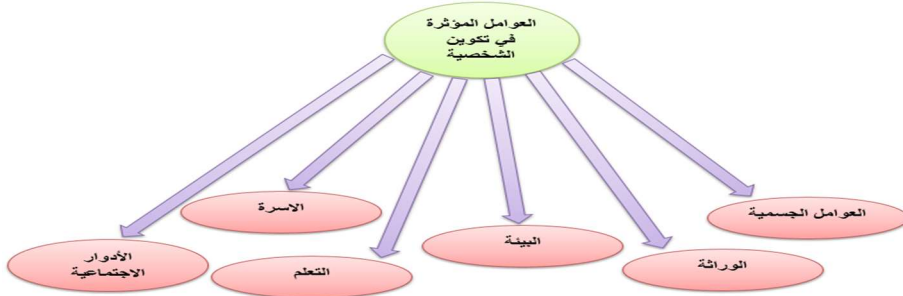 العوامل المؤثرة
في تكوين
الشخصية
العوامل الجسمية
الوراثة
البيئة
التعلم
الاسرة
الأدوار
الاجتماعية